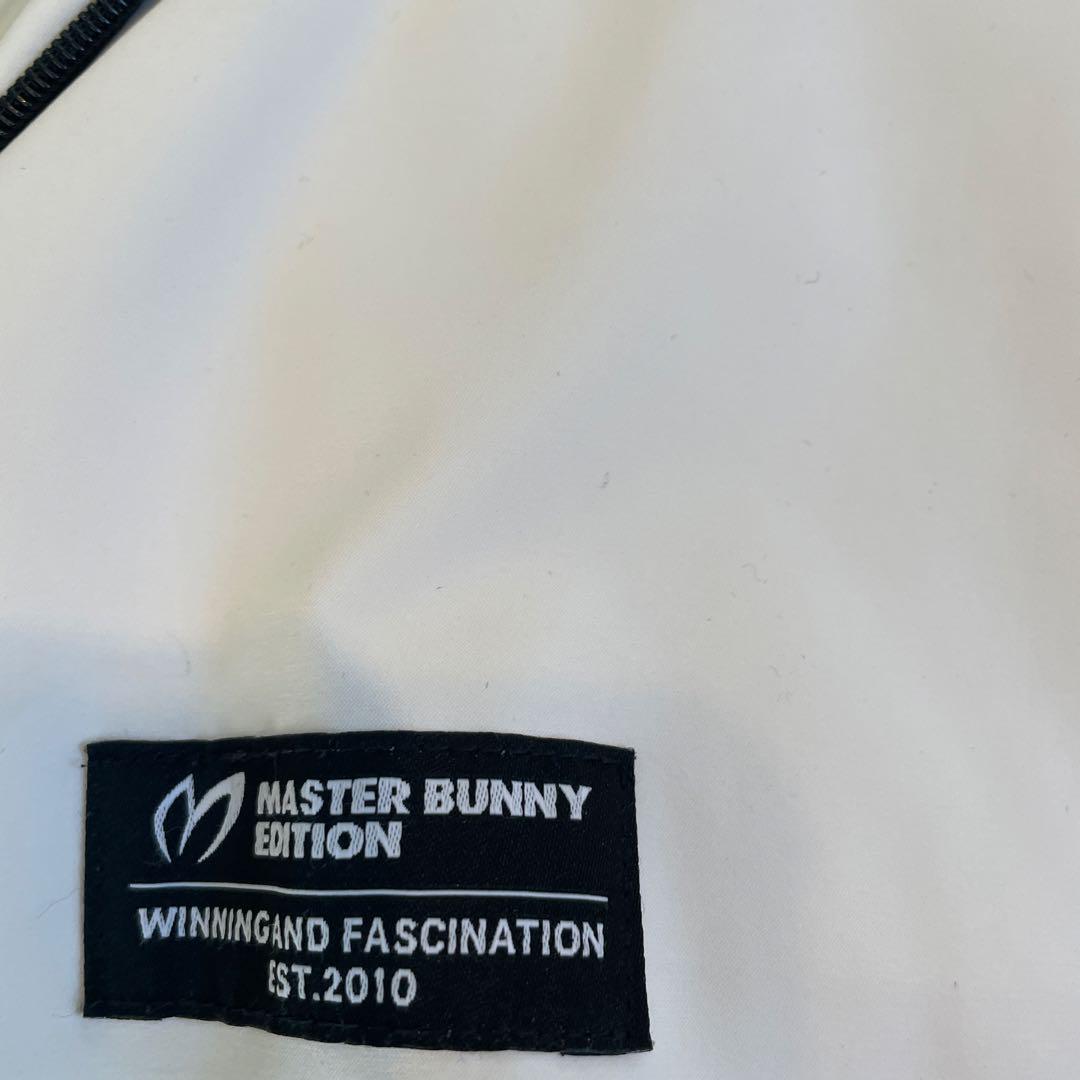 MASTER BUNNY
EDITION
WINNINGAND FASCINATION
EST.2010